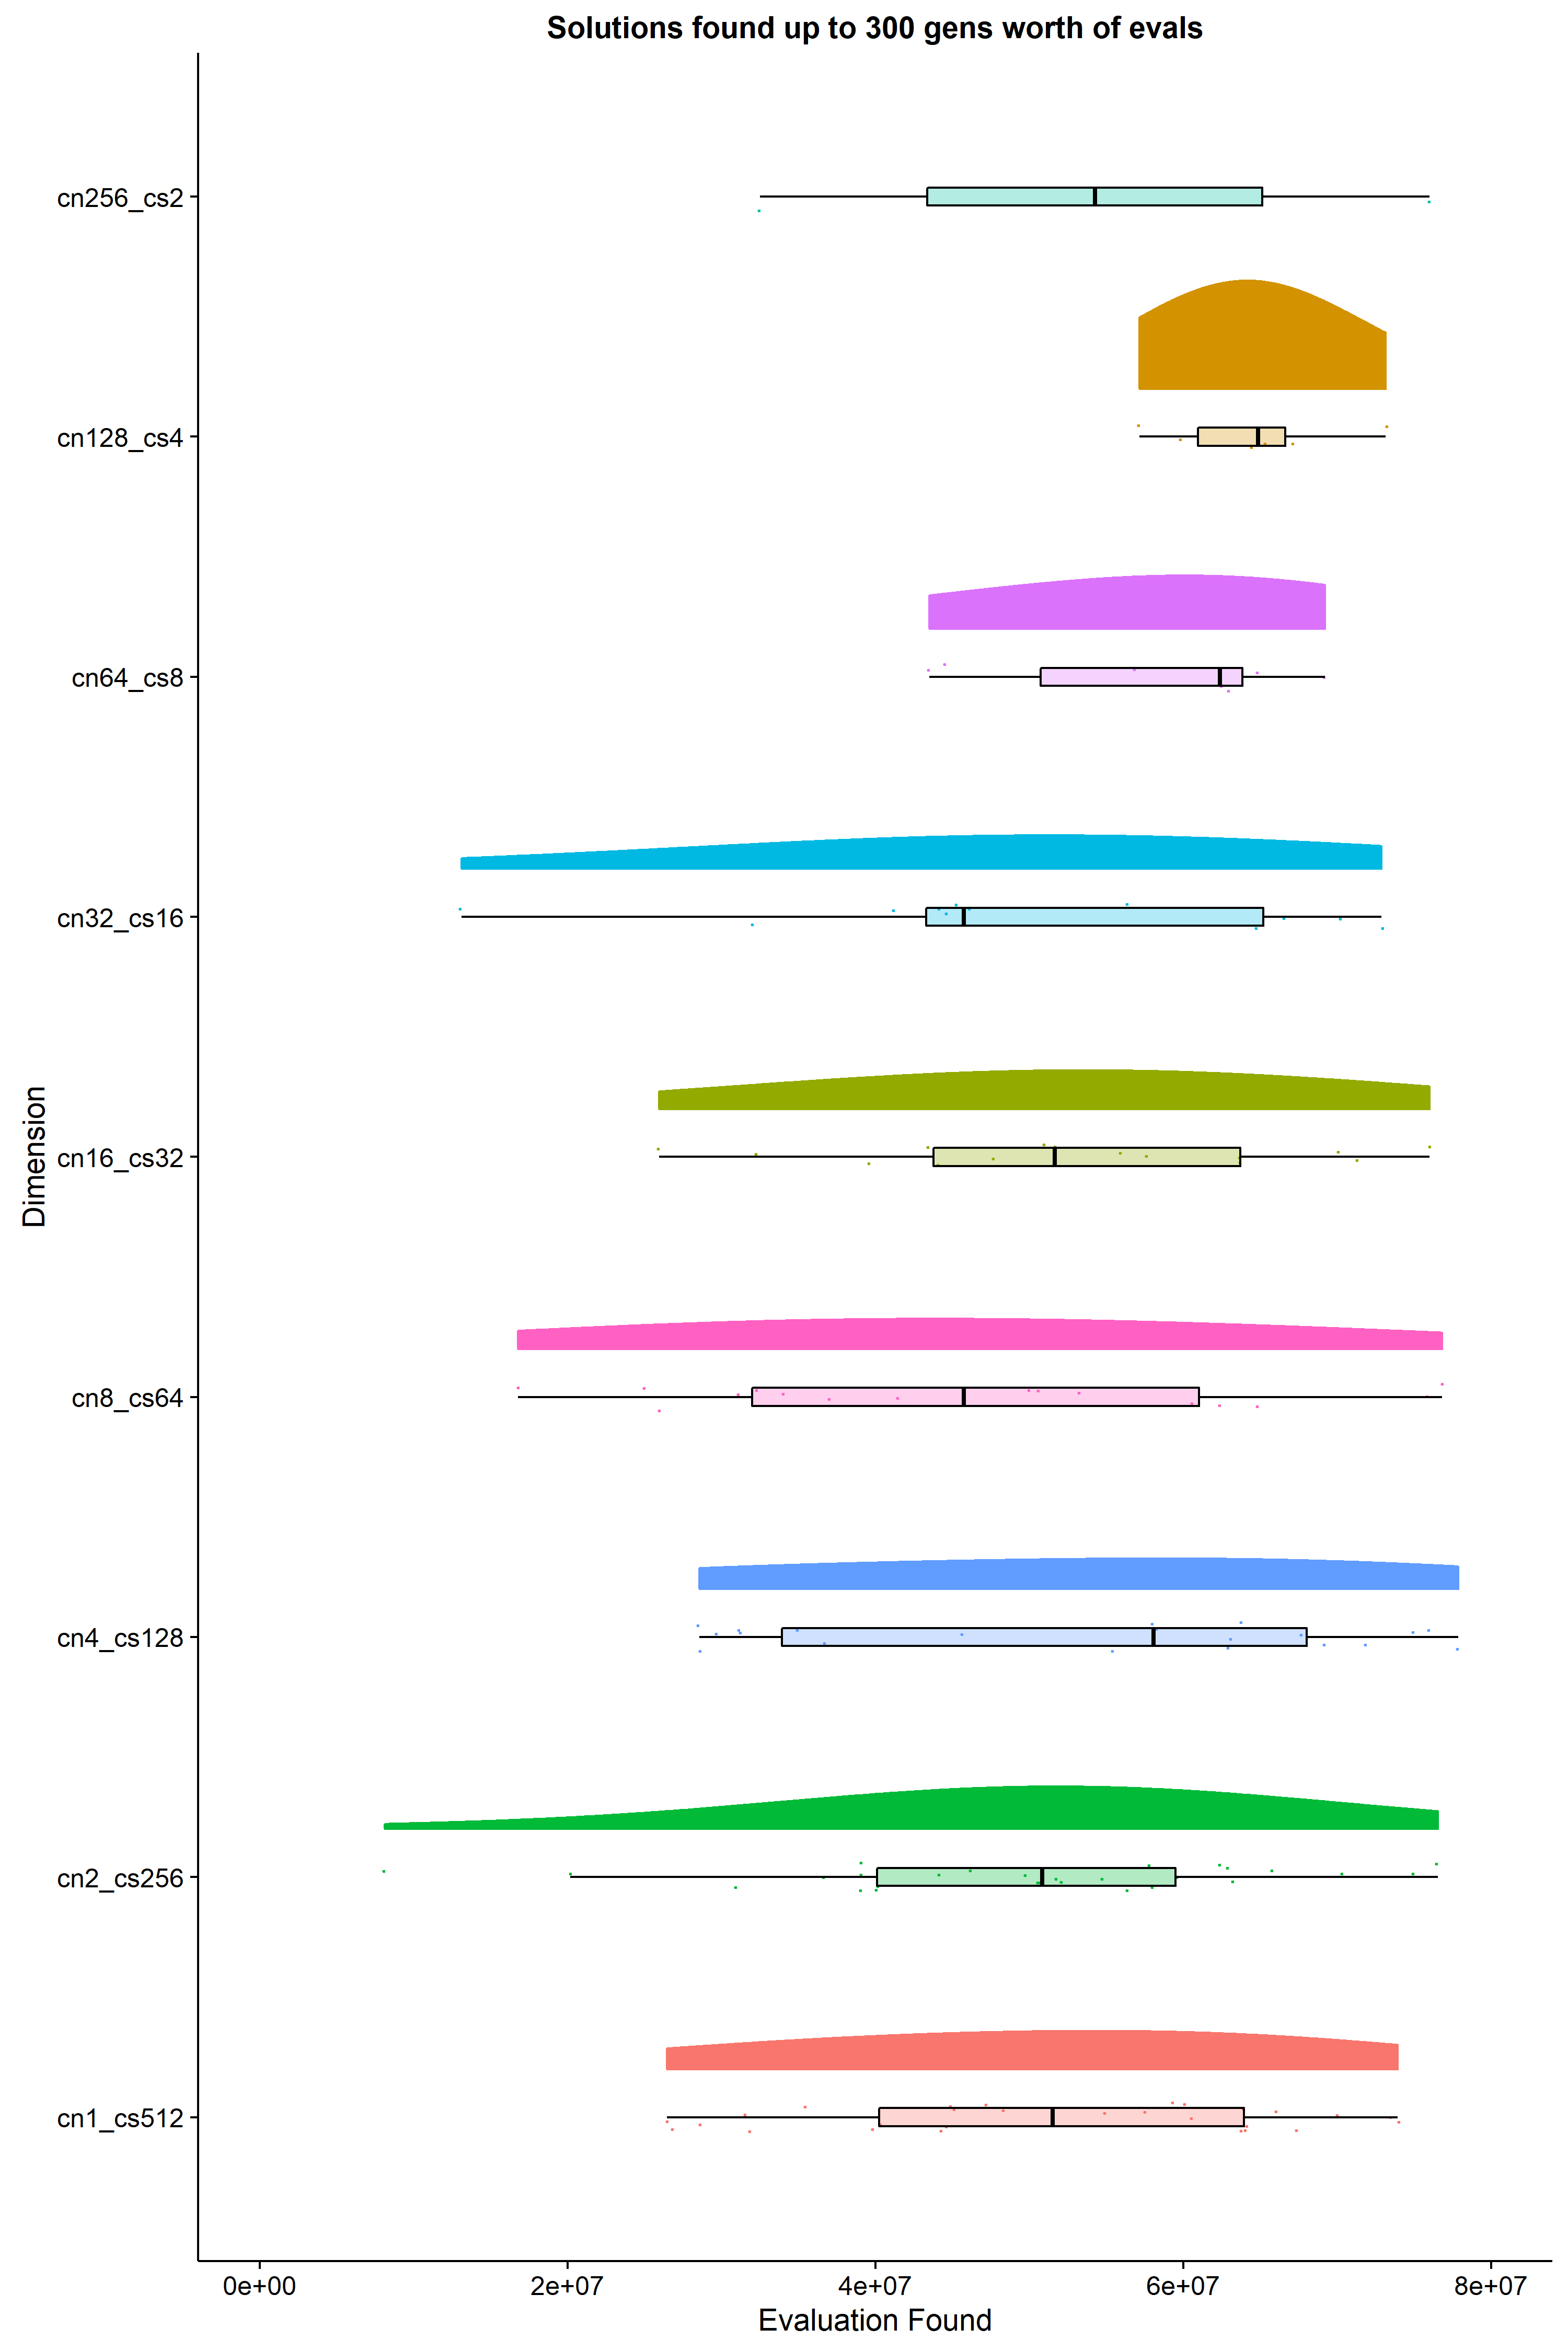 Solutions found up to 300 gens worth of evals
cn256_cs2
cn128_cs4
cn64_cs8
cn32_cs16
cn16_cs32
cn8_cs64
cn4_cs128
cn2_cs256
cn1_cs512
Dimension
0e+00 2e+07 4e+07 6e+07 8e+07
Evaluation Found